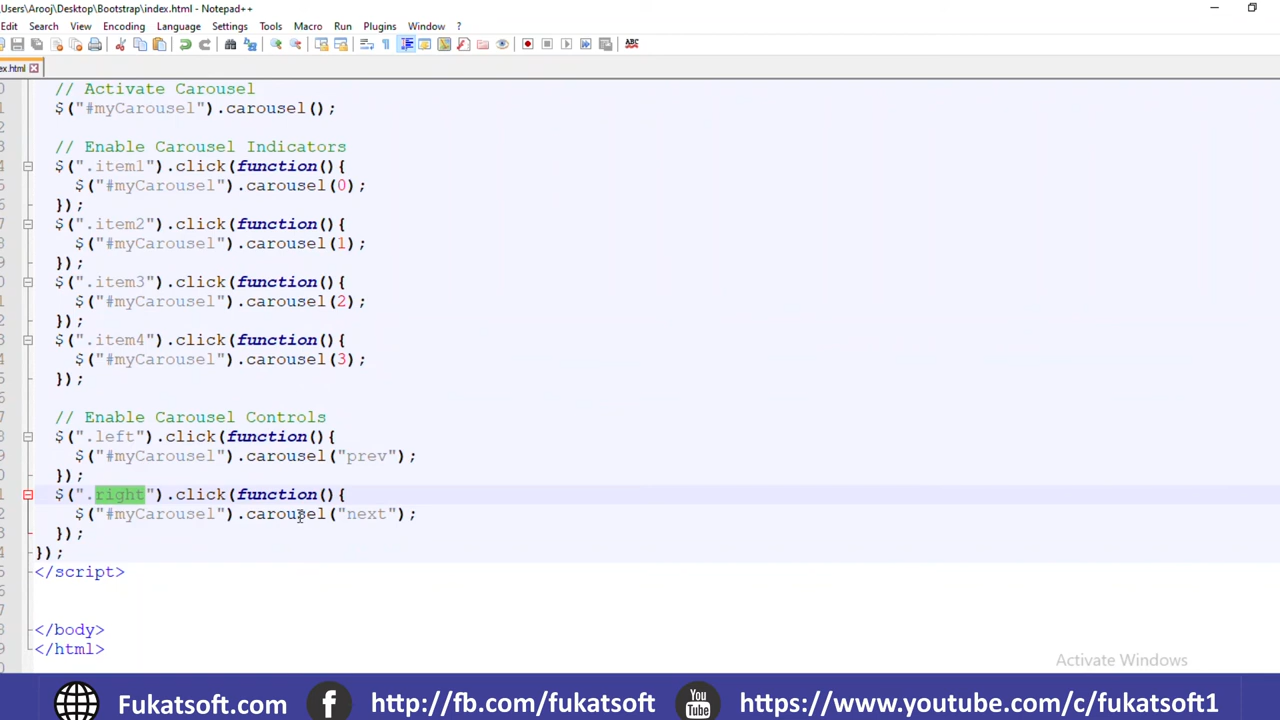 Users\Arooj\Desktop\Bootstrap\index.html - Notepad++
Edit Search View Encoding Language Settings Tools Macro Run Plugins Window ?
ABC
ex.html
// Activate Carousel
$("#myCarousel").carousel();
// Enable Carousel Indicators
$(".item1").click(function(){
$("#myCarousel").carousel(0);
});
$(".item2").click(function(){
$("#myCarousel").carousel(1);
});
$(".item3").click(function(){
$("#myCarousel").carousel(2);
});
$(".item4").click(function(){
$("#myCarousel").carousel(3);
});
// Enable Carousel Controls
$(".left").click(function(){
$("#myCarousel").carousel("prev");
});
$(".right").click(function(){
$("#myCarousel").carousel("next");
});
});
</script>
</body>
</html>
Activate Windows
Fukatsoft.com http://fb.com/fukatsoft You Tube https://www.youtube.com/c/fukatsoft1